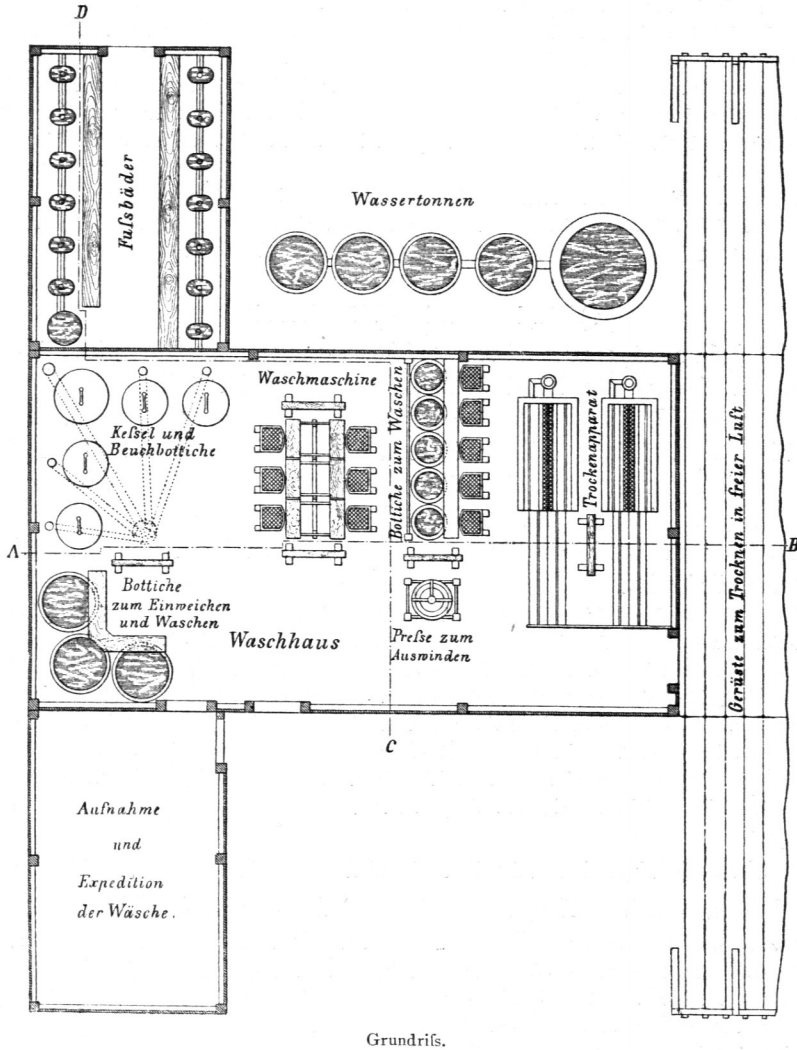 D
Fuſsbäder
Wassertonnen
Waschmaschine
Keſsel und
Beuchbottiche
Bottiche zum Waschen
Trockenapparat
Gerüste zum Trocknen in freier Luft
A
B
Bottiche
zum Einweichen
und Waschen
Waschhaus
Preſse zum
Auswinden
C
Aufnahme
und
Expedition
der Wäsche.
Grundriſs.